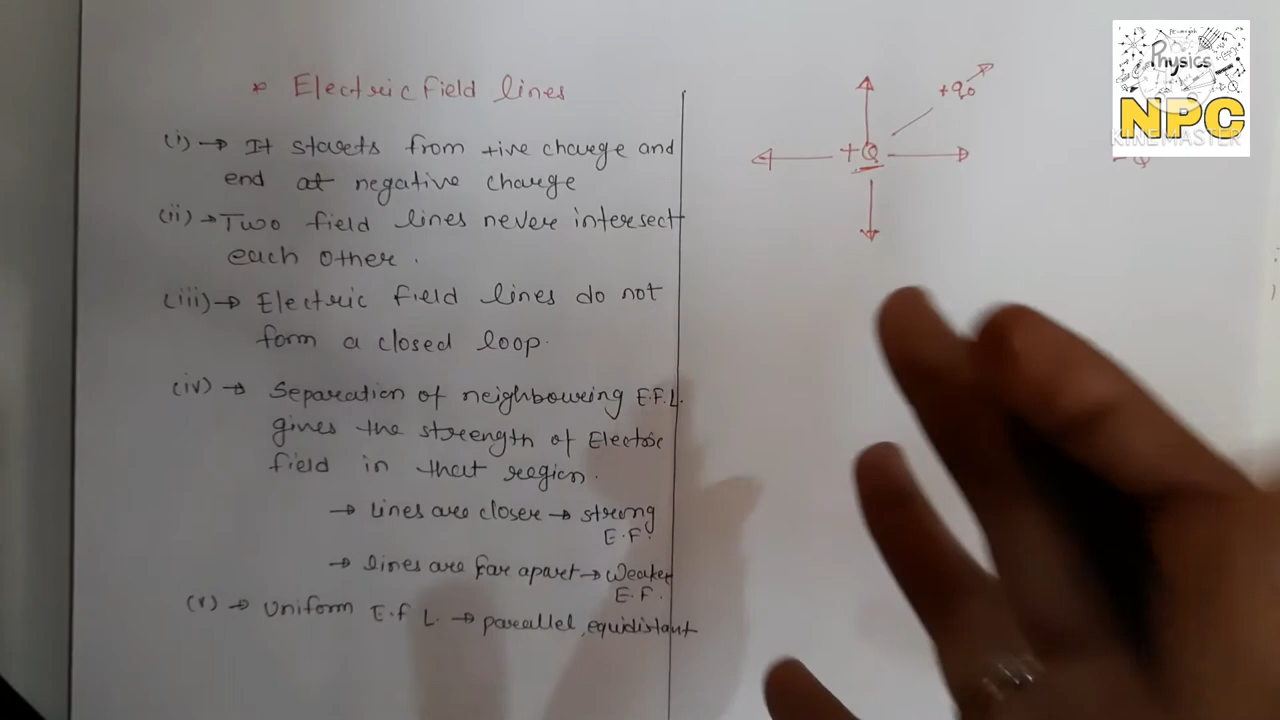 * Electric field lines
(i) → It starts from +ive charge and
end at negative charge
(ii) → Two field lines never intersect
each other.
(iii) → Electric field lines do not
form a closed loop.
(iv) → Separation of neighbouring E.F.L.
gives the strength of Electric
field in that region.
→ lines are closer → strong
E.F.
→ lines are far apart → weaker
E.F.
(v) → Uniform E.F L. → parallel, equidistant
+q0
+Q
- Q
Physics
NPC
KINEMASTER